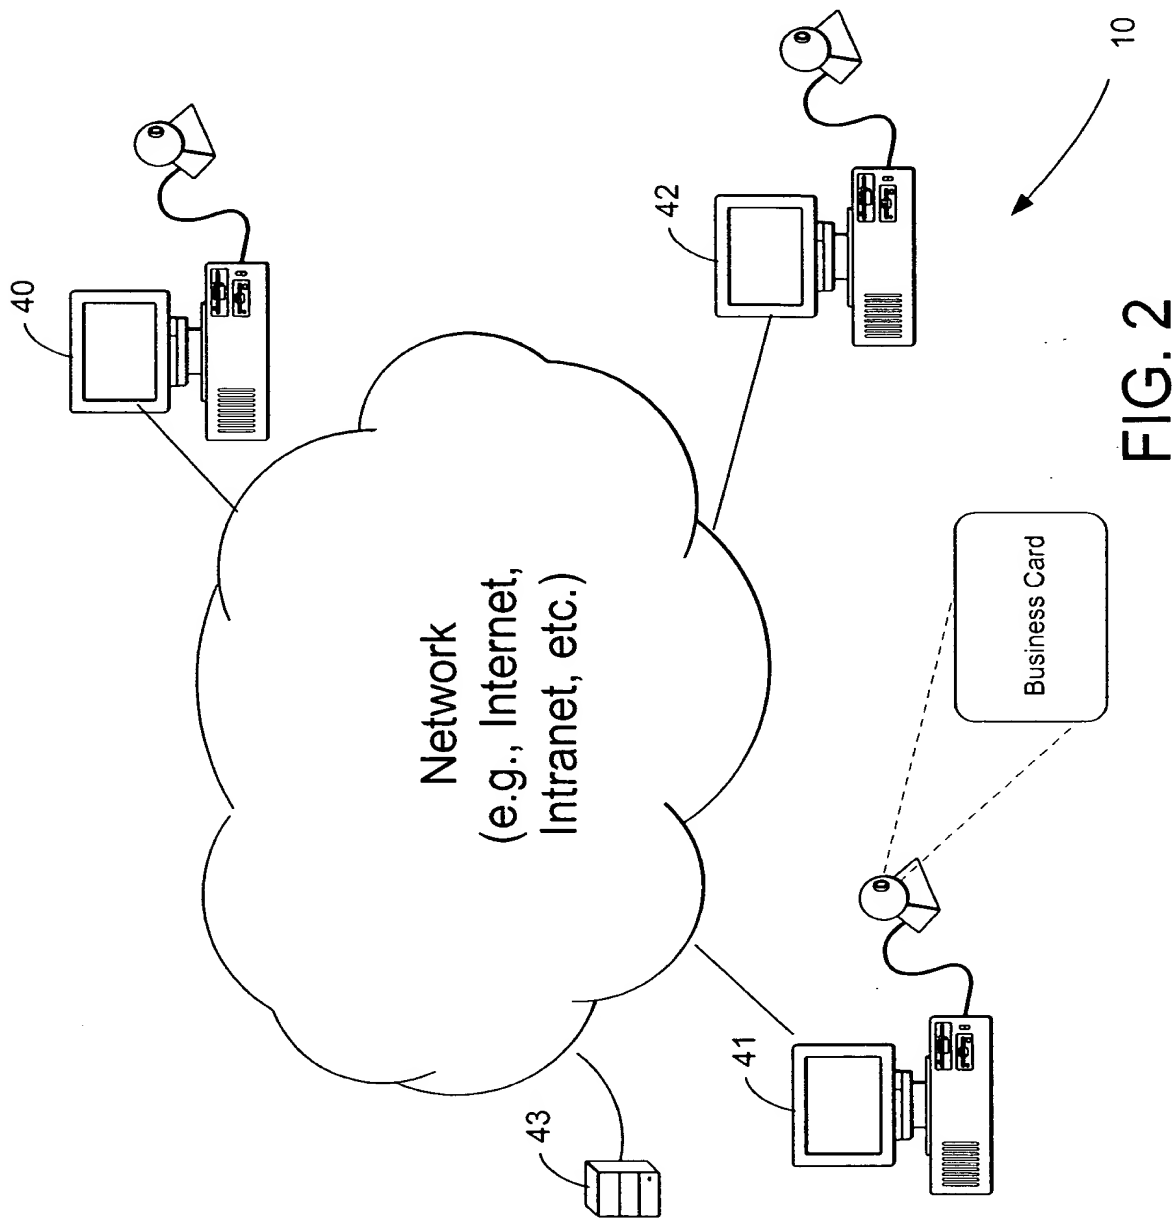 40
42
10
Network
(e.g., Internet,
Intranet, etc.)
43
41
Business Card
FIG. 2